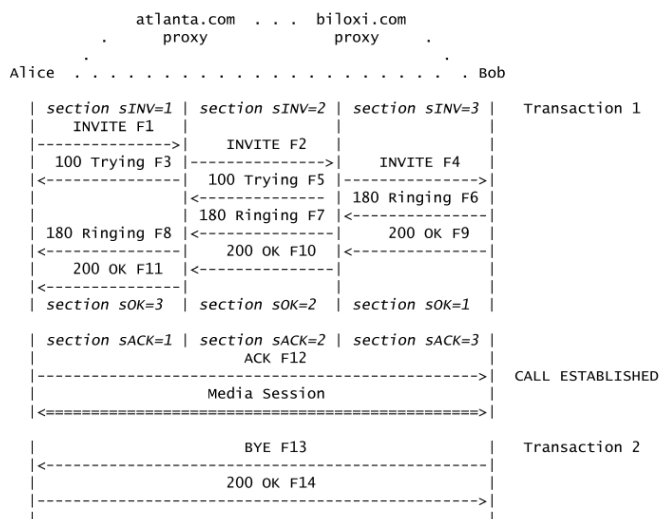 atlanta.com . . . biloxi.com
. proxy proxy .
. .
Alice . . . . . . . . . . . . . . . . . . . . . . . Bob
| section sINV=1 | section sINV=2 | section sINV=3 | Transaction 1
| INVITE F1 | | |
|--------------->| INVITE F2 | |
| 100 Trying F3 |--------------->| INVITE F4 |
|<---------------| 100 Trying F5 |--------------->|
| |<-------------- | 180 Ringing F6 |
| | 180 Ringing F7 |<---------------|
| 180 Ringing F8 |<---------------| 200 OK F9 |
|<---------------| 200 OK F10 |<---------------|
| 200 OK F11 |<---------------| |
|<---------------| | |
| section sOK=3 | section sOK=2 | section sOK=1 |
| section sACK=1 | section sACK=2 | section sACK=3 |
| ACK F12 |
|------------------------------------------------->| CALL ESTABLISHED
| Media Session |
|<================================================>|
| BYE F13 | Transaction 2
|<-------------------------------------------------|
| 200 OK F14 |
|------------------------------------------------->|
| |